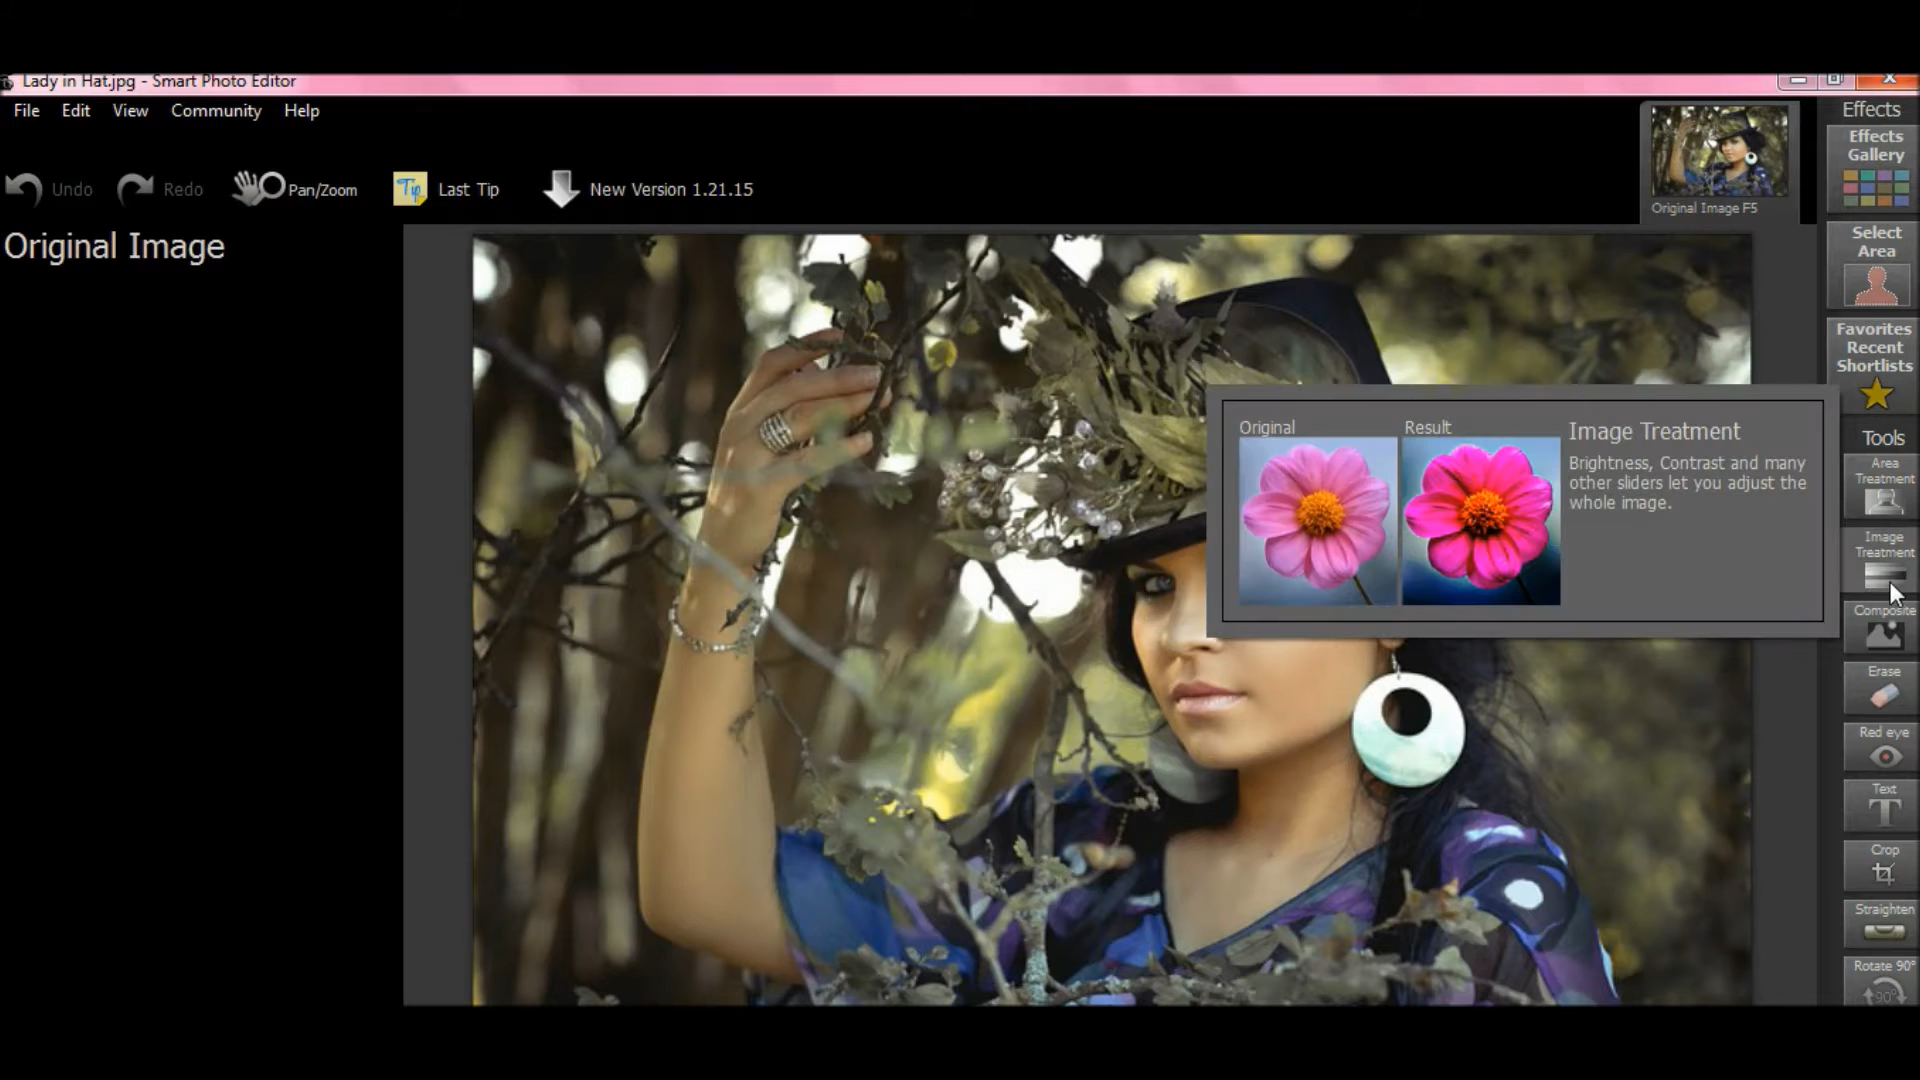 Lady in Hat.jpg - Smart Photo Editor
File Edit View Community Help
Undo Redo Pan/Zoom Tip Last Tip New Version 1.21.15
Original Image F5
Original Image
Effects
Effects
Gallery
Select
Area
Favorites
Recent
Shortlists
Tools
Area
Treatment
Image
Treatment
Composite
Erase
Red eye
Text
T
Crop
Straighten
Rotate 90°
90°
Original Result Image Treatment
Brightness, Contrast and many
other sliders let you adjust the
whole image.